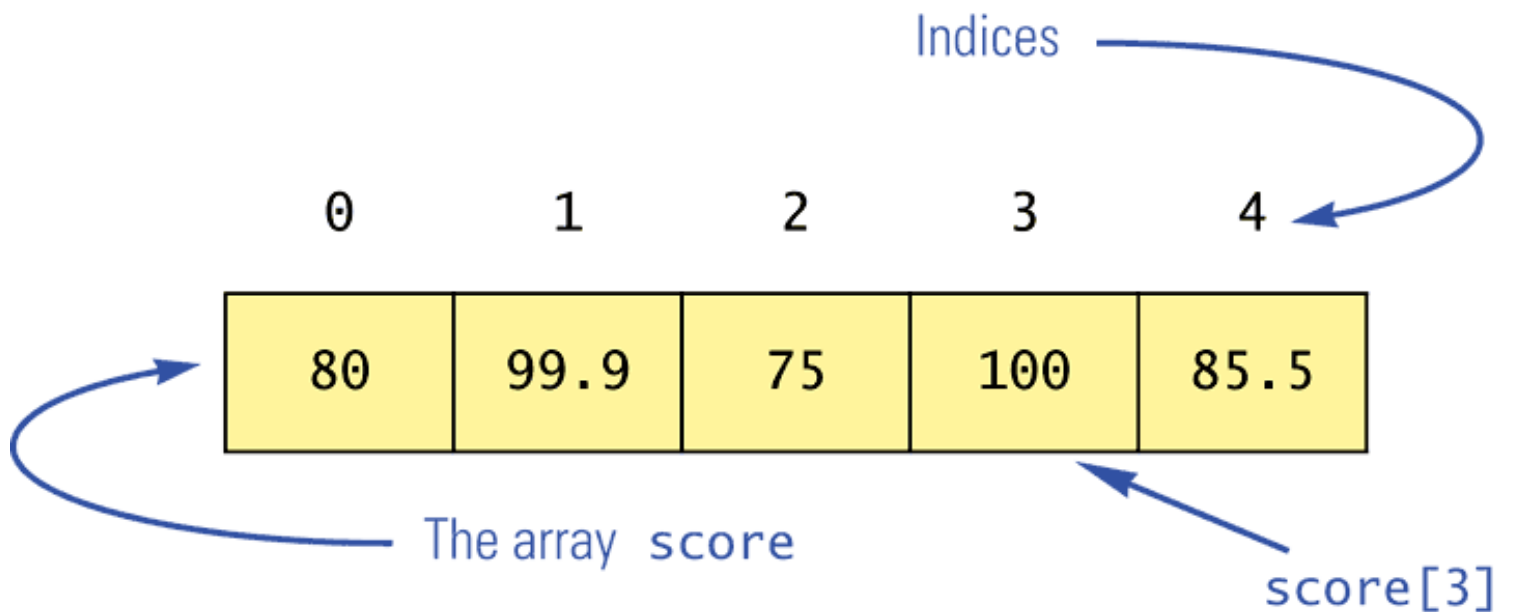 Indices
0 1 2 3 4
80 99.9 75 100 85.5
The array score
score[3]